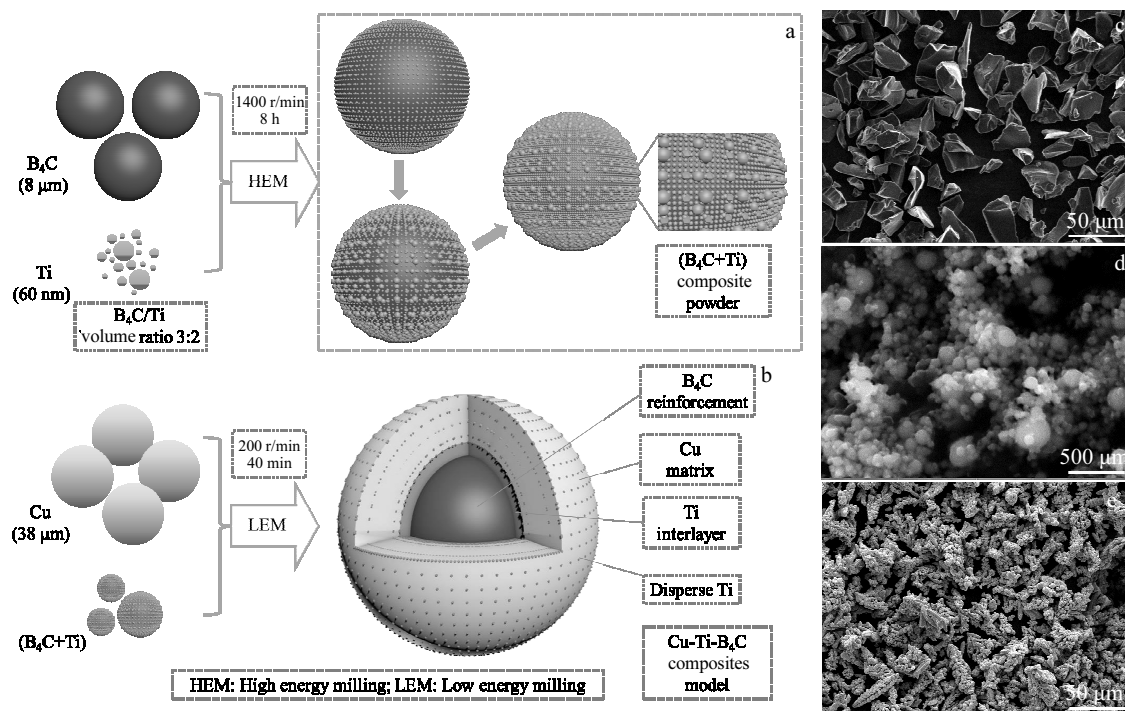 a
1400 r/min
8 h
HEM
B₄C
(8 μm)
Ti
(60 nm)
B₄C/Ti
volume ratio 3:2
(B₄C+Ti)
composite
powder
b
B₄C
reinforcement
Cu
matrix
Ti
interlayer
Disperse Ti
Cu-Ti-B₄C
composites
model
200 r/min
40 min
LEM
Cu
(38 μm)
(B₄C+Ti)
HEM: High energy milling; LEM: Low energy milling
c
50 μm
d
500 μm
e
50 μm